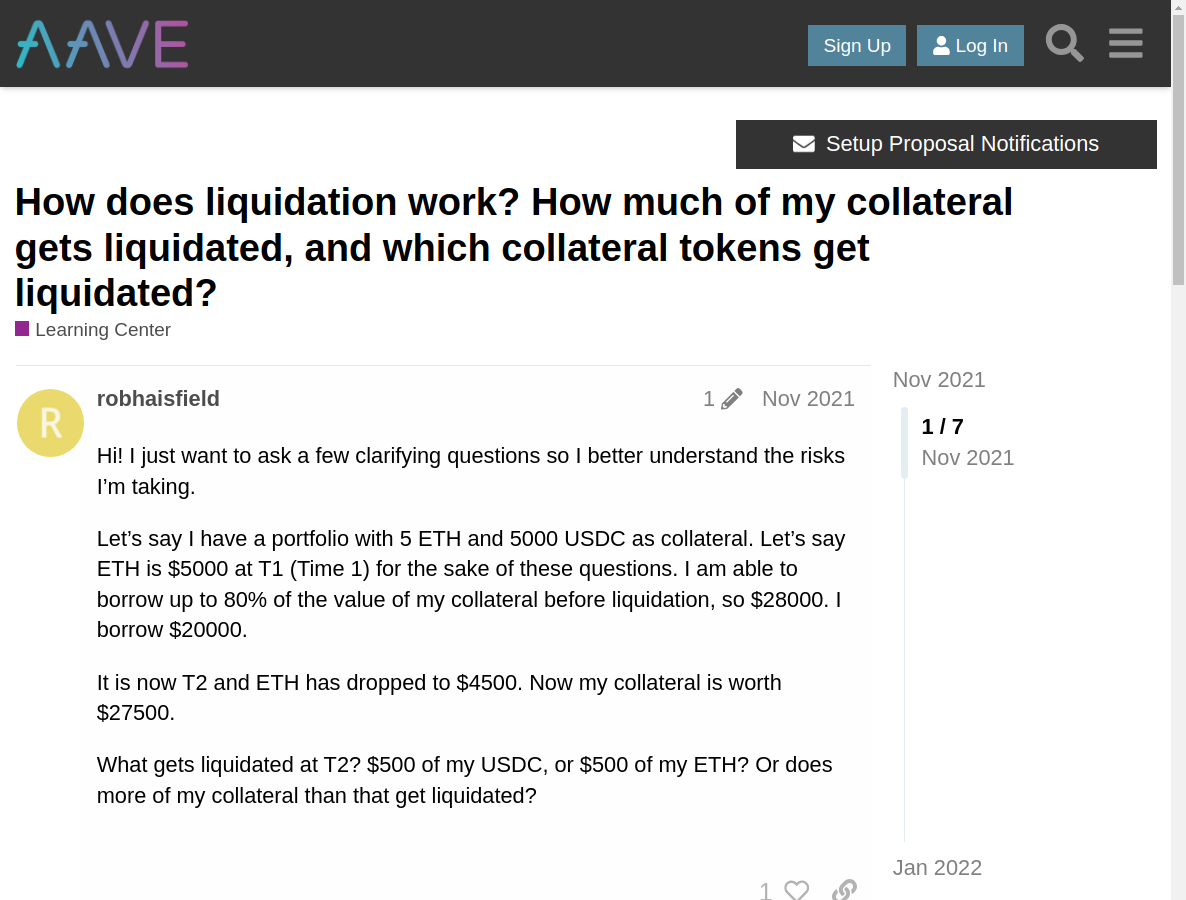 AAVE
Sign Up
Log In
Setup Proposal Notifications
How does liquidation work? How much of my collateral
gets liquidated, and which collateral tokens get
liquidated?
Learning Center
R
robhaisfield
1
Nov 2021
Hi! I just want to ask a few clarifying questions so I better understand the risks
I’m taking.
Let’s say I have a portfolio with 5 ETH and 5000 USDC as collateral. Let’s say
ETH is $5000 at T1 (Time 1) for the sake of these questions. I am able to
borrow up to 80% of the value of my collateral before liquidation, so $28000. I
borrow $20000.
It is now T2 and ETH has dropped to $4500. Now my collateral is worth
$27500.
What gets liquidated at T2? $500 of my USDC, or $500 of my ETH? Or does
more of my collateral than that get liquidated?
1
Nov 2021
1 / 7
Nov 2021
Jan 2022